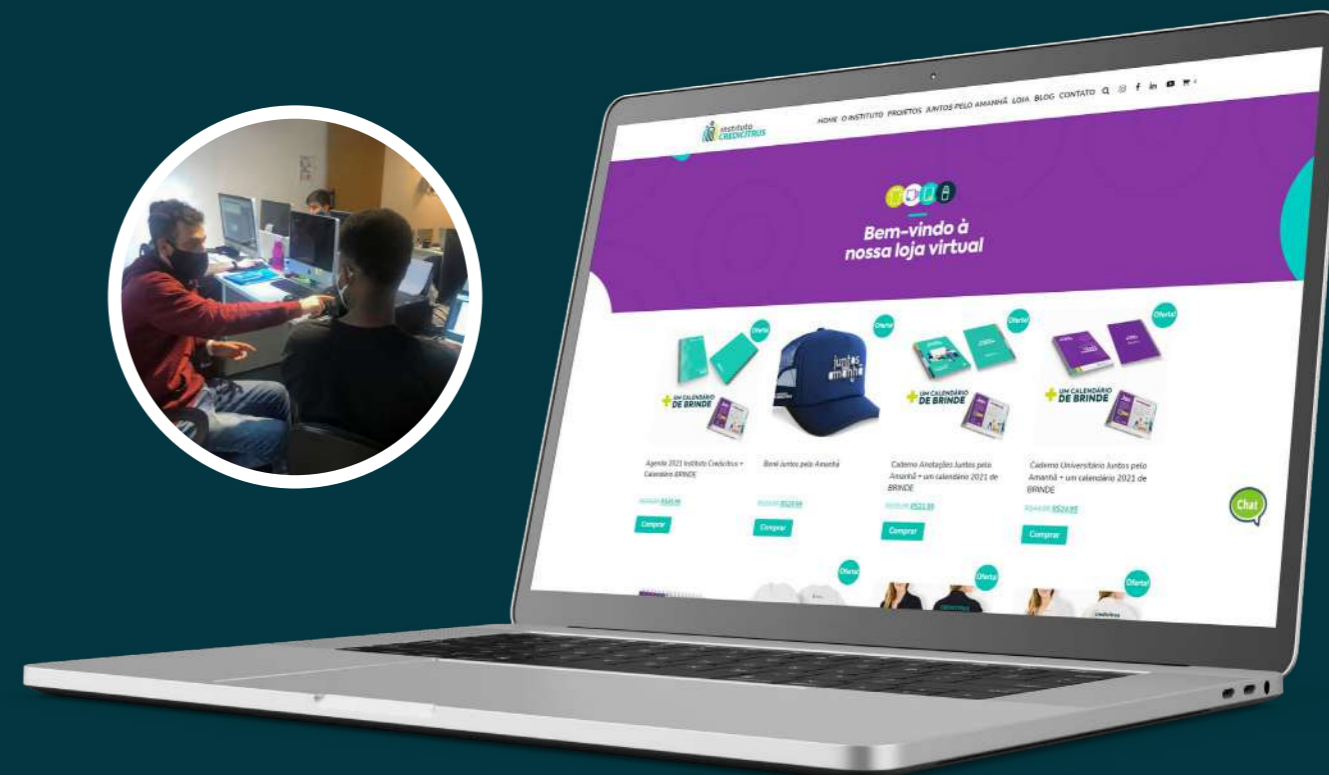 instituto
CREDICITRUS
HOME O INSTITUTO PROJETOS JUNTOS PELO AMANHÃ LOJA BLOG CONTATO
Bem-vindo à
nossa loja virtual
Oferta!
Oferta!
Oferta!
Oferta!
juntos
amanhã
+ UM CALENDÁRIO
DE BRINDE
+ UM CALENDÁRIO
DE BRINDE
+ UM CALENDÁRIO
DE BRINDE
Agenda 2021 Instituto Credicitrus +
Calendário BRINDE
Boné Juntos pelo Amanhã
Caderno Anotações Juntos pelo
Amanhã + um calendário 2021 de
BRINDE
Caderno Universitário Juntos pelo
Amanhã + um calendário 2021 de
BRINDE
Comprar
Comprar
Comprar
Comprar
Chat
Oferta!
Oferta!
Oferta!